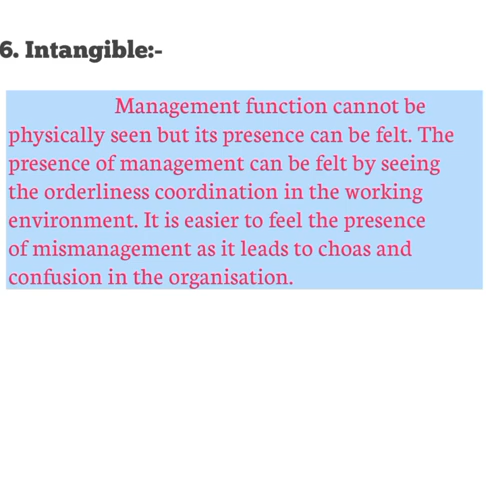 6. Intangible:-
Management function cannot be
physically seen but its presence can be felt. The
presence of management can be felt by seeing
the orderliness coordination in the working
environment. It is easier to feel the presence
of mismanagement as it leads to choas and
confusion in the organisation.